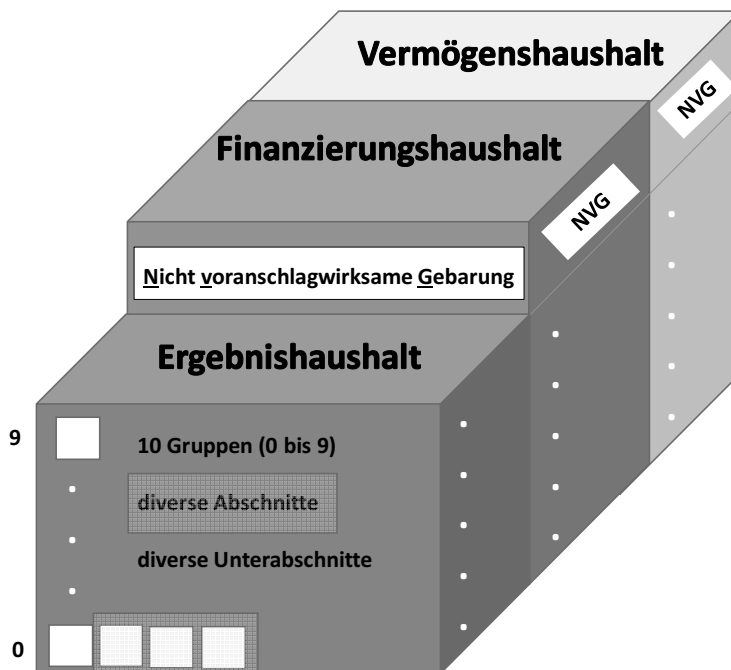 Vermögenshaushalt
NVG
Finanzierungshaushalt
NVG
Nicht voranschlagwirksame Gebarung
Ergebnishaushalt
9
10 Gruppen (0 bis 9)
diverse Abschnitte
diverse Unterabschnitte
0